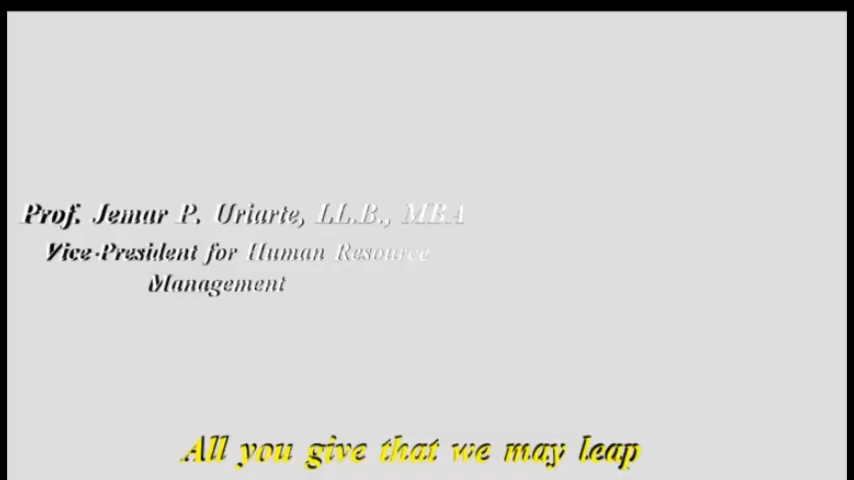 Prof. Jemar P. Uriarte, LL.B., MBA
Vice-President for Human Resource
Management
All you give that we may leap